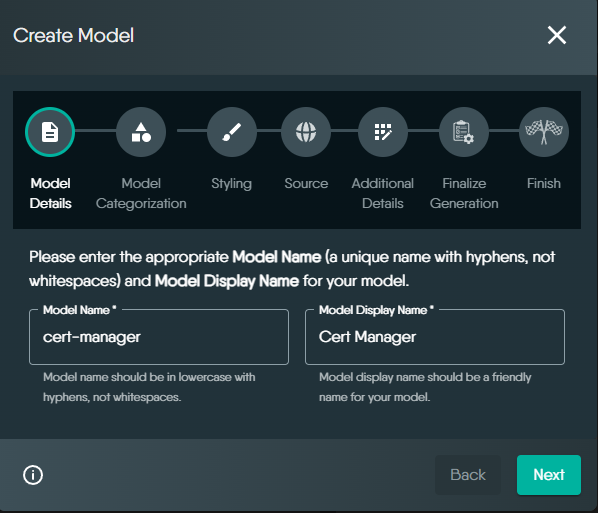 Create Model
Model
Details
Model
Categorization
Styling
Source
Additional
Details
Finalize
Generation
Finish
Please enter the appropriate Model Name (a unique name with hyphens, not
whitespaces) and Model Display Name for your model.
Model Name *
cert-manager
Model name should be in lowercase with
hyphens, not whitespaces.
Model Display Name *
Cert Manager
Model display name should be a friendly
name for your model.
Back
Next